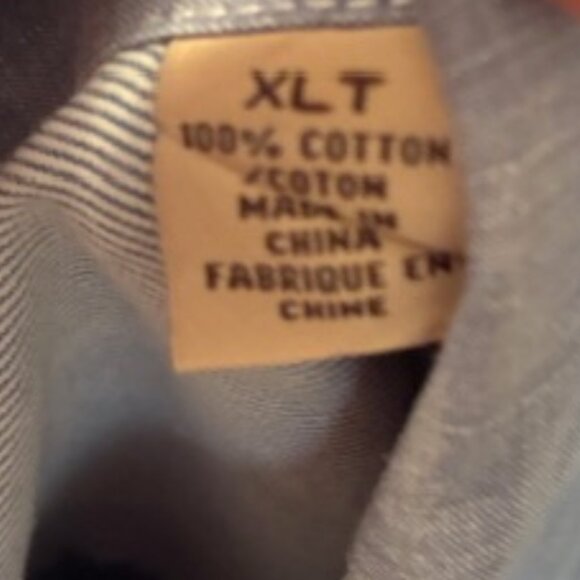 XLT
100% COTTON
/COTON
MADE IN
CHINA
FABRIQUE EN
CHINE